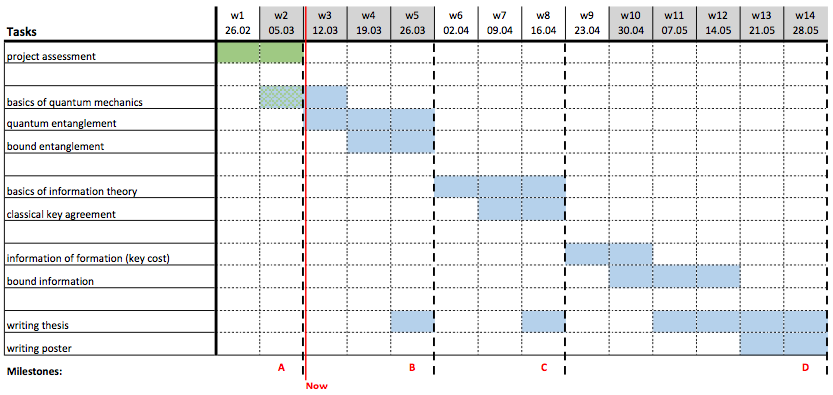 w1 w2 w3 w4 w5 w6 w7 w8 w9 w10 w11 w12 w13 w14
Tasks 26.02 05.03 12.03 19.03 26.03 02.04 09.04 16.04 23.04 30.04 07.05 14.05 21.05 28.05
project assessment
basics of quantum mechanics
quantum entanglement
bound entanglement
basics of information theory
classical key agreement
information of formation (key cost)
bound information
writing thesis
writing poster
Milestones: A B C D
Now